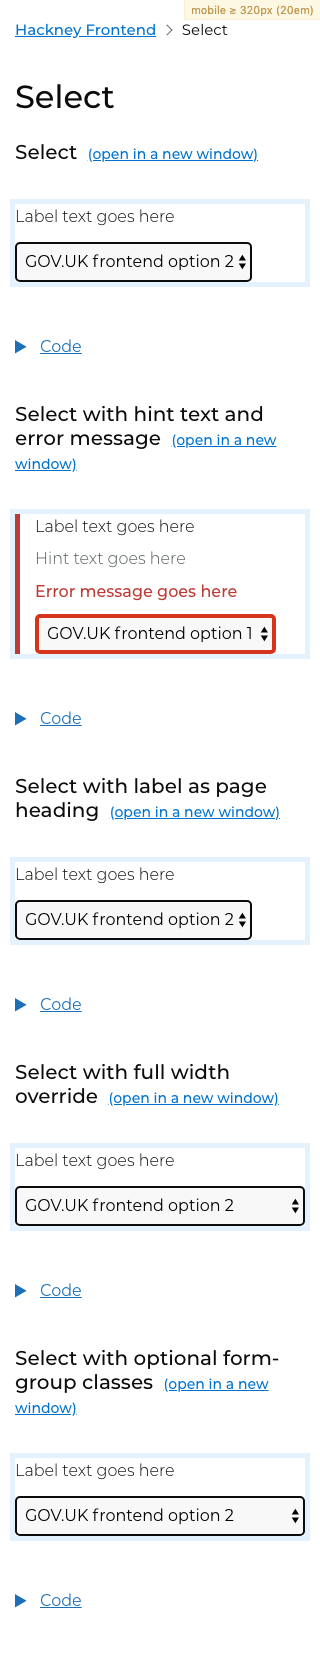 mobile ≥ 320px (20em)
Hackney Frontend > Select
Select
Select (open in a new window)
Label text goes here
GOV.UK frontend option 2
Code
Select with hint text and
error message (open in a new
window)
Label text goes here
Hint text goes here
Error message goes here
GOV.UK frontend option 1
Code
Select with label as page
heading (open in a new window)
Label text goes here
GOV.UK frontend option 2
Code
Select with full width
override (open in a new window)
Label text goes here
GOV.UK frontend option 2
Code
Select with optional form-
group classes (open in a new
window)
Label text goes here
GOV.UK frontend option 2
Code